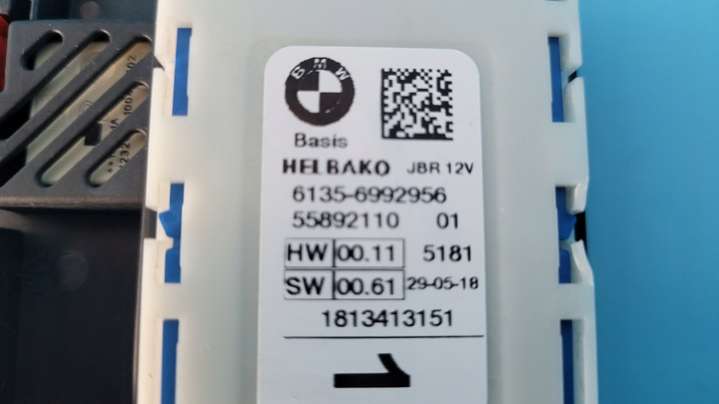 BMW
Basis
HELBAKO JBR 12V
6135-6992956
55892110 01
HW 00.11 5181
SW 00.61 29-05-18
1813413151
1